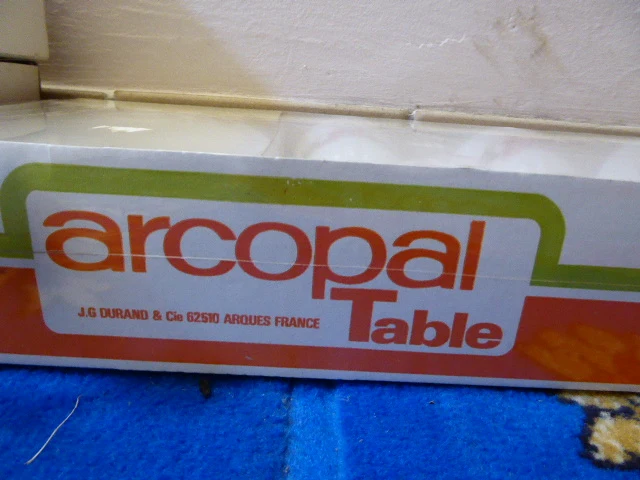 arcopal
Table
J.G DURAND & Cie 62510 ARQUES FRANCE